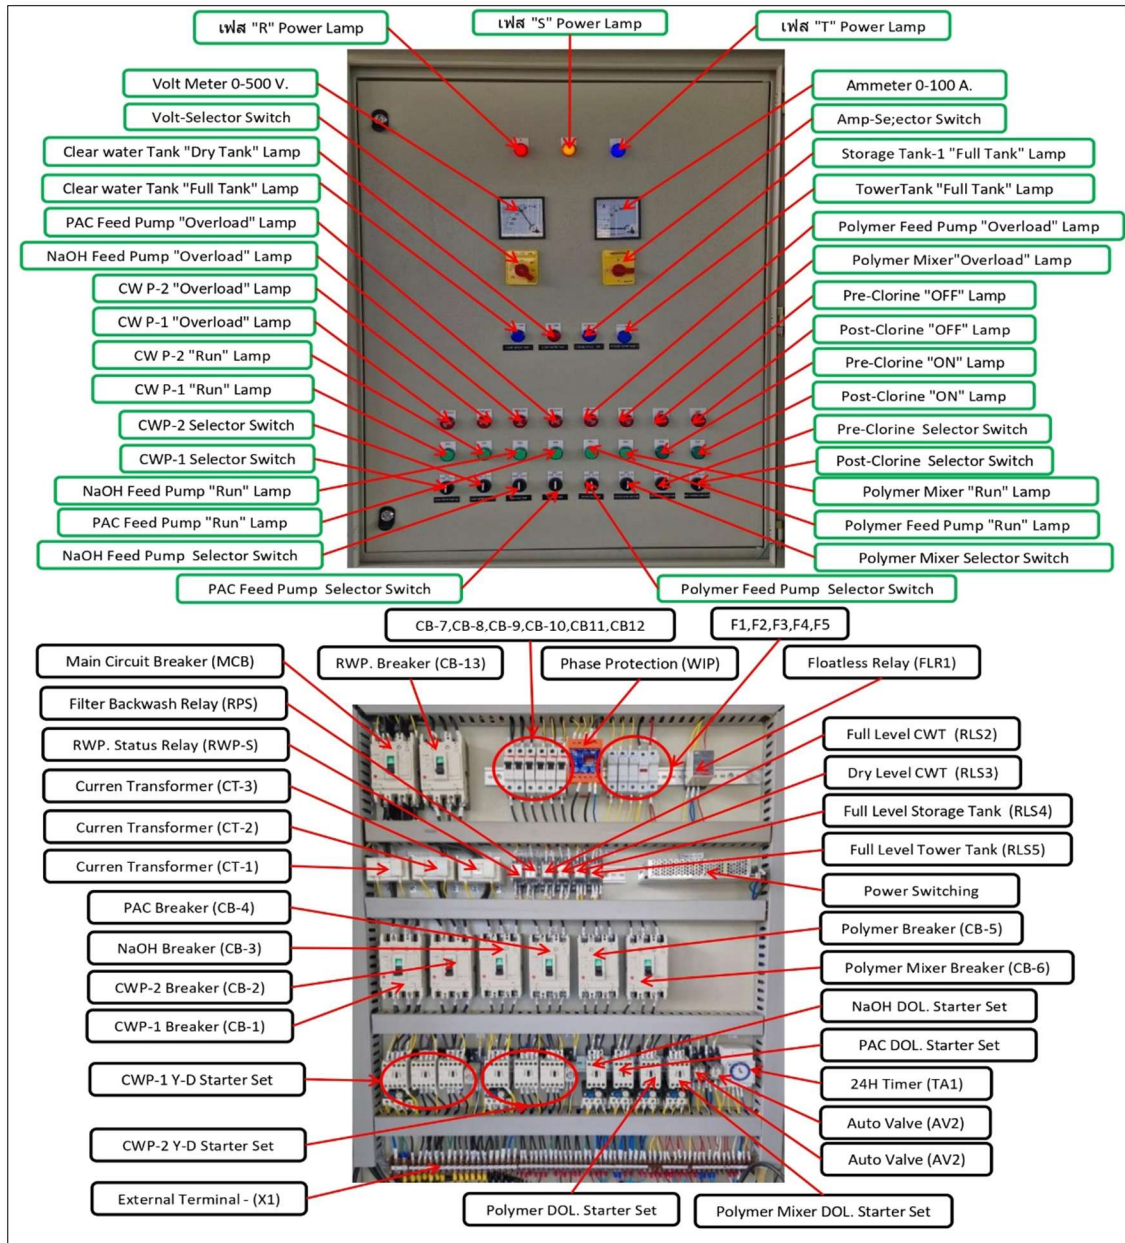 เฟส "R" Power Lamp
เฟส "S" Power Lamp
เฟส "T" Power Lamp
Volt Meter 0-500 V.
Volt-Selector Switch
Clear water Tank "Dry Tank" Lamp
Clear water Tank "Full Tank" Lamp
PAC Feed Pump "Overload" Lamp
NaOH Feed Pump "Overload" Lamp
CW P-2 "Overload" Lamp
CW P-1 "Overload" Lamp
CW P-2 "Run" Lamp
CW P-1 "Run" Lamp
CWP-2 Selector Switch
CWP-1 Selector Switch
NaOH Feed Pump "Run" Lamp
PAC Feed Pump "Run" Lamp
NaOH Feed Pump Selector Switch
PAC Feed Pump Selector Switch
Ammeter 0-100 A.
Amp-Se;ector Switch
Storage Tank-1 "Full Tank" Lamp
TowerTank "Full Tank" Lamp
Polymer Feed Pump "Overload" Lamp
Polymer Mixer"Overload" Lamp
Pre-Clorine "OFF" Lamp
Post-Clorine "OFF" Lamp
Pre-Clorine "ON" Lamp
Post-Clorine "ON" Lamp
Pre-Clorine Selector Switch
Post-Clorine Selector Switch
Polymer Mixer "Run" Lamp
Polymer Feed Pump "Run" Lamp
Polymer Mixer Selector Switch
Polymer Feed Pump Selector Switch
CB-7,CB-8,CB-9,CB-10,CB11,CB12
F1,F2,F3,F4,F5
Main Circuit Breaker (MCB)
RWP. Breaker (CB-13)
Phase Protection (WIP)
Floatless Relay (FLR1)
Filter Backwash Relay (RPS)
RWP. Status Relay (RWP-S)
Curren Transformer (CT-3)
Curren Transformer (CT-2)
Curren Transformer (CT-1)
PAC Breaker (CB-4)
NaOH Breaker (CB-3)
CWP-2 Breaker (CB-2)
CWP-1 Breaker (CB-1)
CWP-1 Y-D Starter Set
CWP-2 Y-D Starter Set
External Terminal - (X1)
Full Level CWT (RLS2)
Dry Level CWT (RLS3)
Full Level Storage Tank (RLS4)
Full Level Tower Tank (RLS5)
Power Switching
Polymer Breaker (CB-5)
Polymer Mixer Breaker (CB-6)
NaOH DOL. Starter Set
PAC DOL. Starter Set
24H Timer (TA1)
Auto Valve (AV2)
Auto Valve (AV2)
Polymer DOL. Starter Set
Polymer Mixer DOL. Starter Set